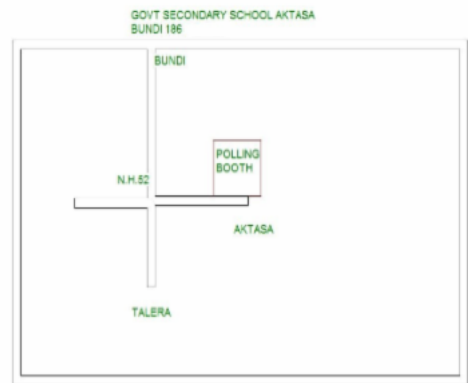 GOVT SECONDARY SCHOOL AKTASA
BUNDI 186
BUNDI
POLLING
BOOTH
N.H.52
AKTASA
TALERA